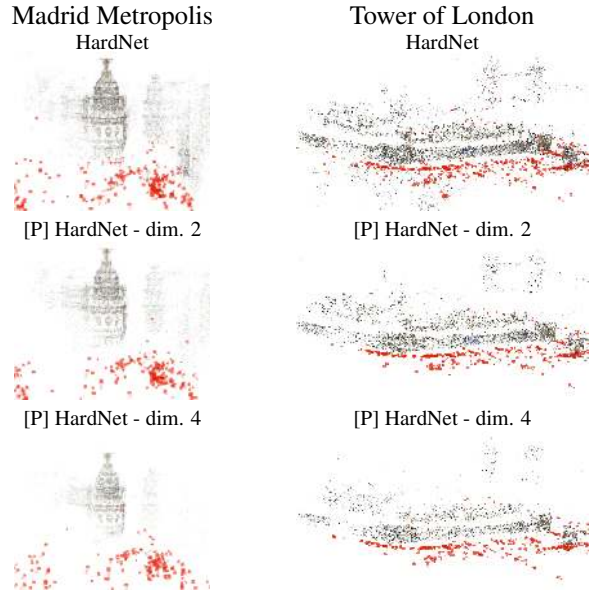 Madrid Metropolis
Tower of London
HardNet
HardNet
[P] HardNet - dim. 2
[P] HardNet - dim. 2
[P] HardNet - dim. 4
[P] HardNet - dim. 4